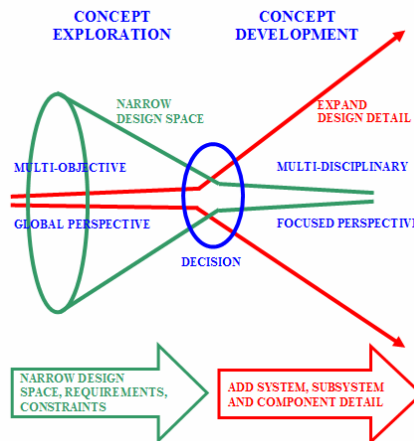 CONCEPT
EXPLORATION
CONCEPT
DEVELOPMENT
NARROW
DESIGN SPACE
EXPAND
DESIGN DETAIL
MULTI-OBJECTIVE
MULTI-DISCIPLINARY
GLOBAL PERSPECTIVE
FOCUSED PERSPECTIVE
DECISION
NARROW DESIGN
SPACE, REQUIREMENTS,
CONSTRAINTS
ADD SYSTEM, SUBSYSTEM
AND COMPONENT DETAIL